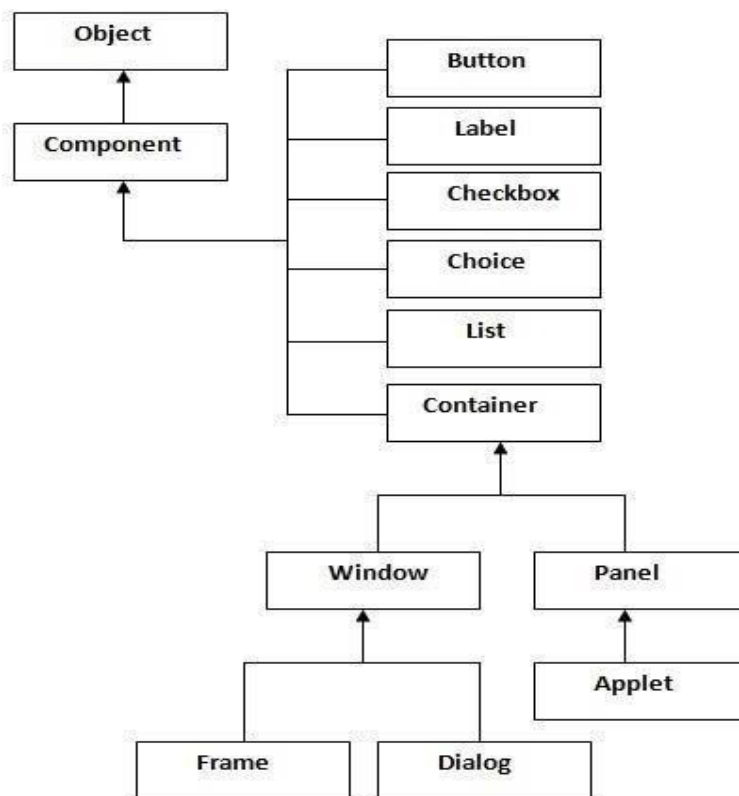 Object
Component
Button
Label
Checkbox
Choice
List
Container
Window
Panel
Applet
Frame
Dialog